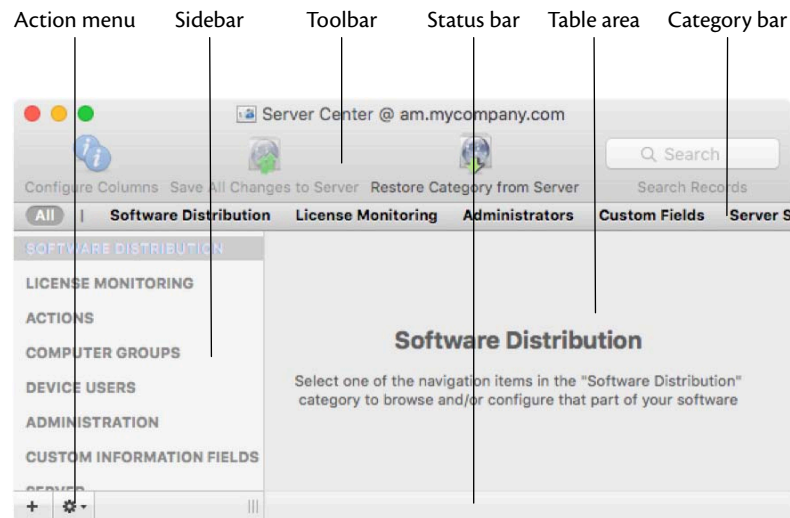 Action menu Sidebar Toolbar Status bar Table area Category bar
Server Center @ am.mycompany.com
Search
Configure Columns Save All Changes to Server Restore Category from Server Search Records
All | Software Distribution License Monitoring Administrators Custom Fields Server S
SOFTWARE DISTRIBUTION
LICENSE MONITORING
ACTIONS
COMPUTER GROUPS
DEVICE USERS
ADMINISTRATION
CUSTOM INFORMATION FIELDS
SERVER
Software Distribution
Select one of the navigation items in the "Software Distribution"
category to browse and/or configure that part of your software